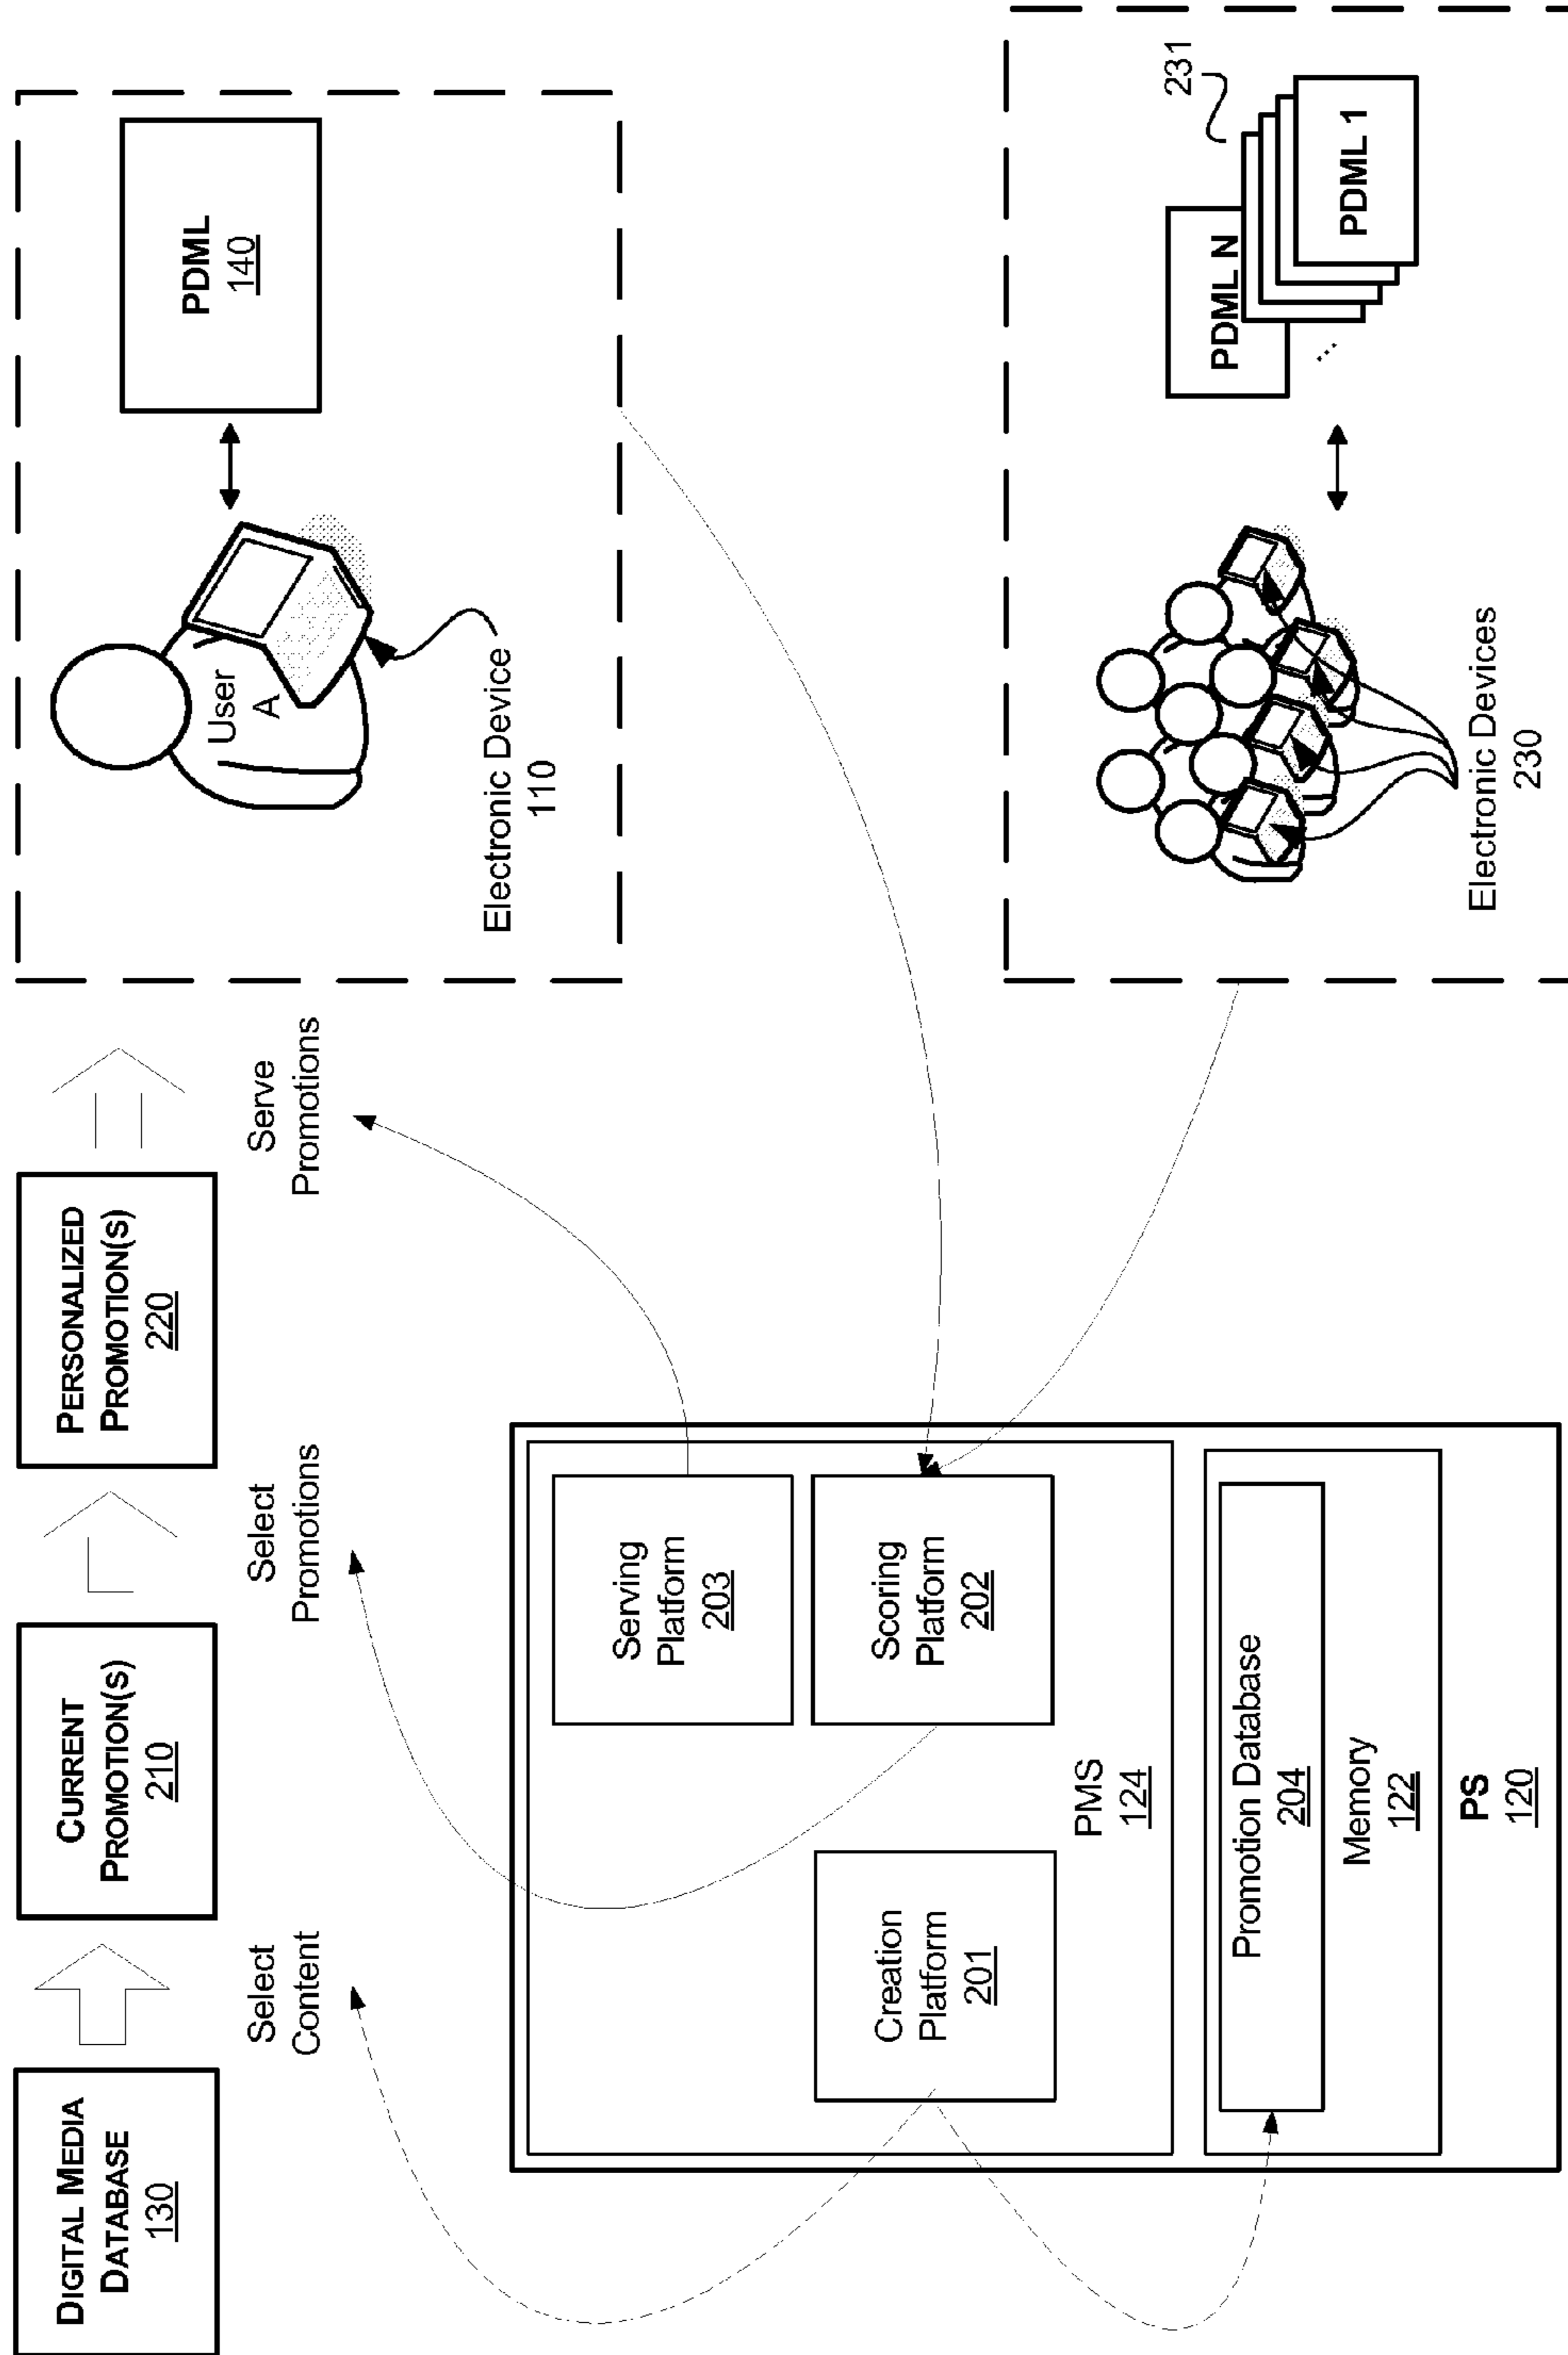 DIGITAL MEDIA
DATABASE
130
CURRENT
PROMOTION(S)
210
PERSONALIZED
PROMOTION(S)
220
Select
Content
Select
Promotions
Serve
Promotions
User
A
PDML
140
Electronic Device
110
Serving
Platform
203
Creation
Platform
201
Scoring
Platform
202
PMS
124
Promotion Database
204
Memory
122
PS
120
231
PDML N
PDML 1
...
Electronic Devices
230